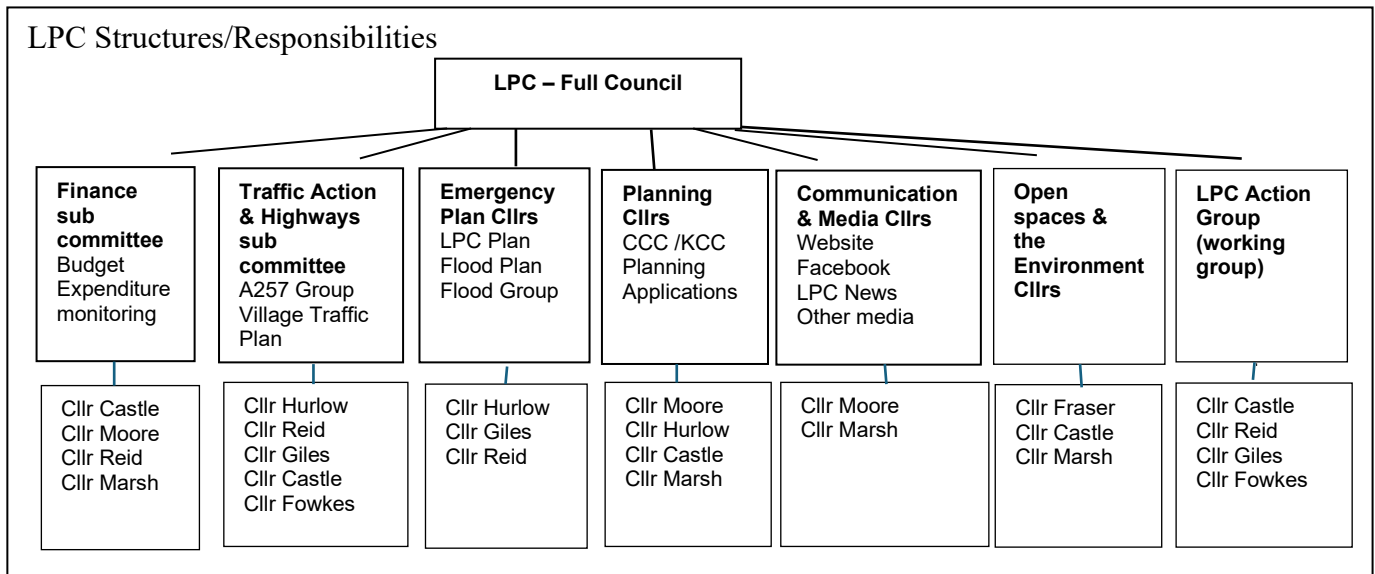 LPC Structures/Responsibilities
LPC – Full Council
Finance
sub
committee
Budget
Expenditure
monitoring
Traffic Action
& Highways
sub
committee
A257 Group
Village Traffic
Plan
Emergency
Plan Cllrs
LPC Plan
Flood Plan
Flood Group
Planning
Cllrs
CCC /KCC
Planning
Applications
Communication
& Media Cllrs
Website
Facebook
LPC News
Other media
Open
spaces &
the
Environment
Cllrs
LPC Action
Group
(working
group)
Cllr Castle
Cllr Moore
Cllr Reid
Cllr Marsh
Cllr Hurlow
Cllr Reid
Cllr Giles
Cllr Castle
Cllr Fowkes
Cllr Hurlow
Cllr Giles
Cllr Reid
Cllr Moore
Cllr Hurlow
Cllr Castle
Cllr Marsh
Cllr Moore
Cllr Marsh
Cllr Fraser
Cllr Castle
Cllr Marsh
Cllr Castle
Cllr Reid
Cllr Giles
Cllr Fowkes